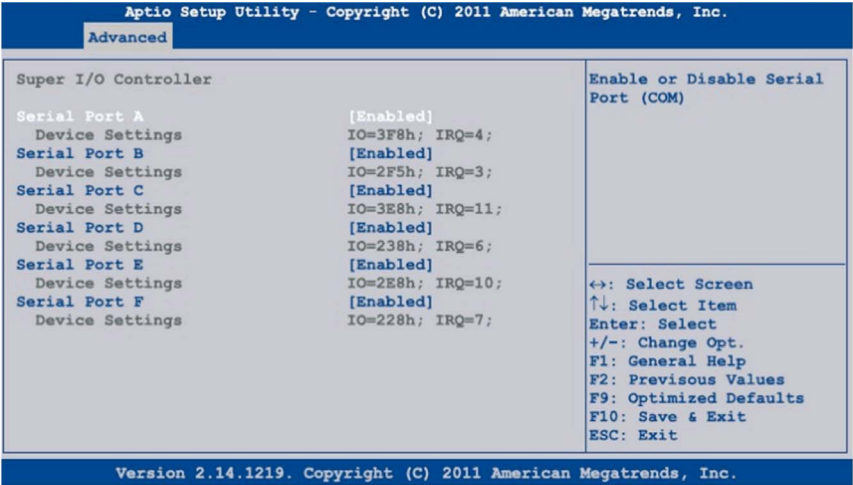 Aptio Setup Utility - Copyright (C) 2011 American Megatrends, Inc.
Advanced
Super I/O Controller
Serial Port A [Enabled]
Device Settings IO=3F8h; IRQ=4;
Serial Port B [Enabled]
Device Settings IO=2F5h; IRQ=3;
Serial Port C [Enabled]
Device Settings IO=3E8h; IRQ=11;
Serial Port D [Enabled]
Device Settings IO=238h; IRQ=6;
Serial Port E [Enabled]
Device Settings IO=2E8h; IRQ=10;
Serial Port F [Enabled]
Device Settings IO=228h; IRQ=7;
Enable or Disable Serial
Port (COM)
↔: Select Screen
↑↓: Select Item
Enter: Select
+/-: Change Opt.
F1: General Help
F2: Previsous Values
F9: Optimized Defaults
F10: Save & Exit
ESC: Exit
Version 2.14.1219. Copyright (C) 2011 American Megatrends, Inc.